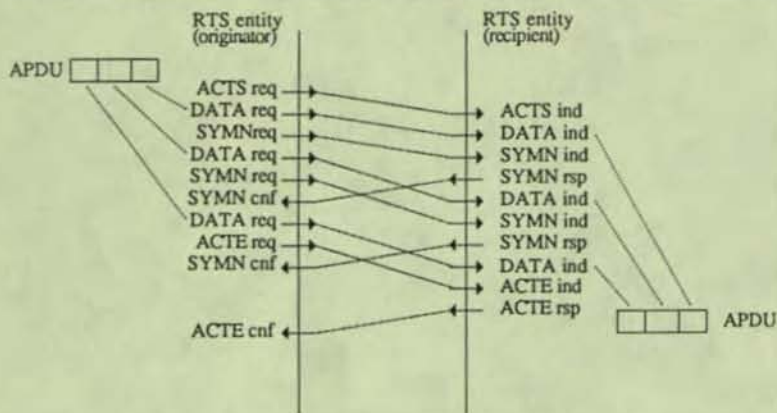 RTS entity
(originator)
RTS entity
(recipient)
APDU
ACTS req
DATA req
SYMNreq
DATA req
SYMN req
SYMN cnf
DATA req
ACTE req
SYMN cnf
ACTE cnf
ACTS ind
DATA ind
SYMN ind
SYMN rsp
DATA ind
SYMN ind
SYMN rsp
DATA ind
ACTE ind
ACTE rsp
APDU